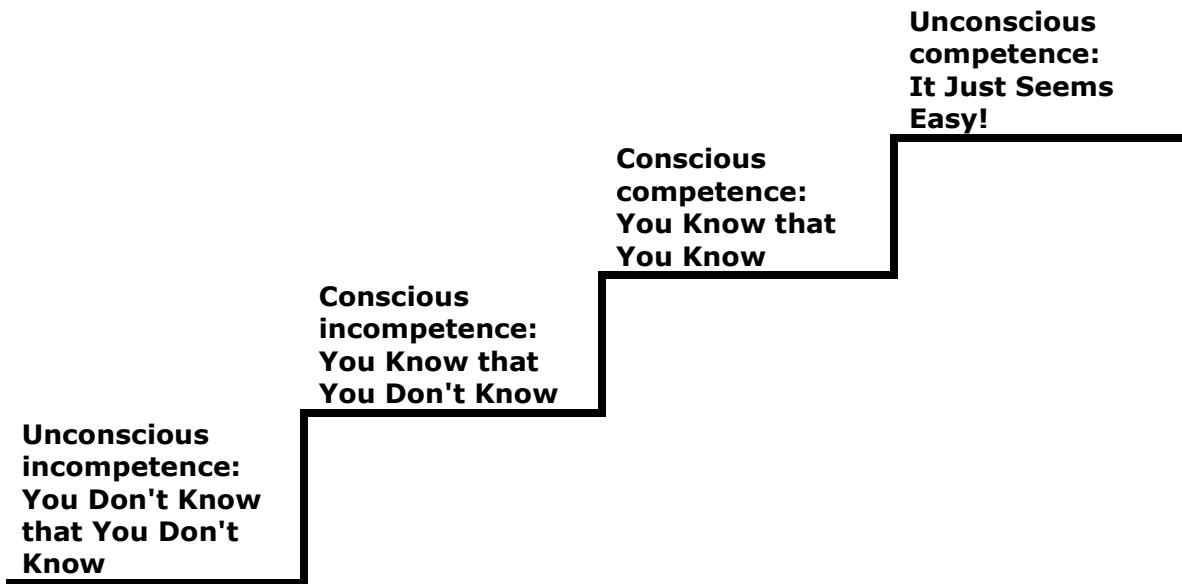 Unconscious
competence:
It Just Seems
Easy!
Conscious
competence:
You Know that
You Know
Conscious
incompetence:
You Know that
You Don't Know
Unconscious
incompetence:
You Don't Know
that You Don't
Know